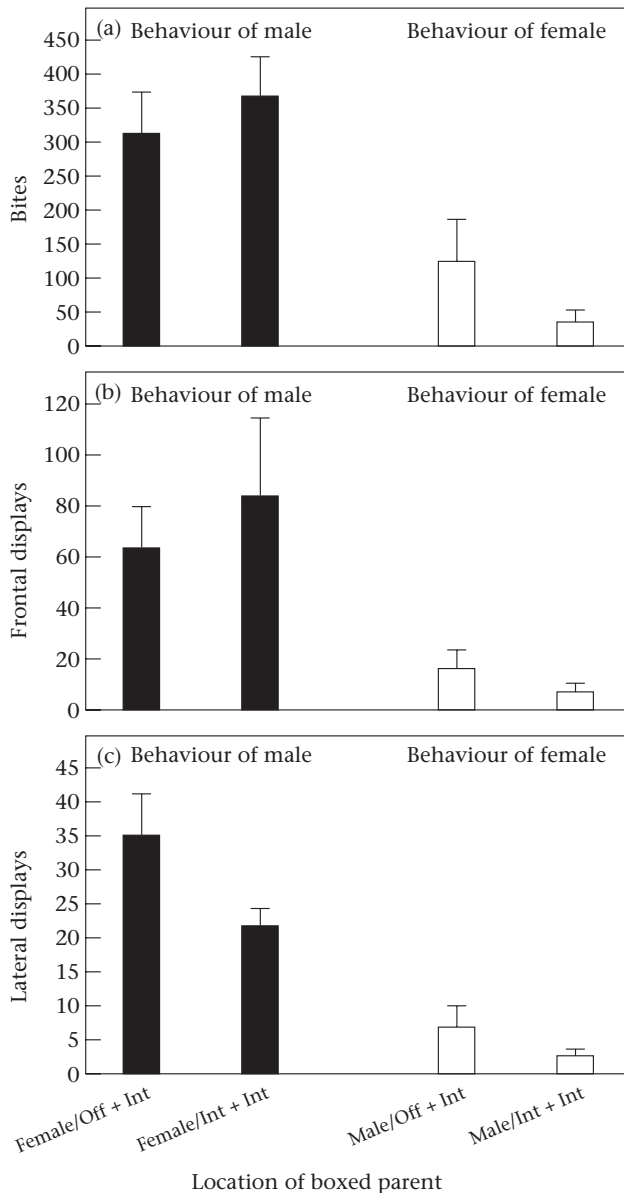 (a) Behaviour of male Behaviour of female
450
400
350
300
250
200
150
100
50
0
Bites
(b) Behaviour of male Behaviour of female
120
100
80
60
40
20
0
Frontal displays
(c) Behaviour of male Behaviour of female
45
40
35
30
25
20
15
10
5
0
Lateral displays
Female/Off + Int
Female/Int + Int
Male/Off + Int
Male/Int + Int
Location of boxed parent